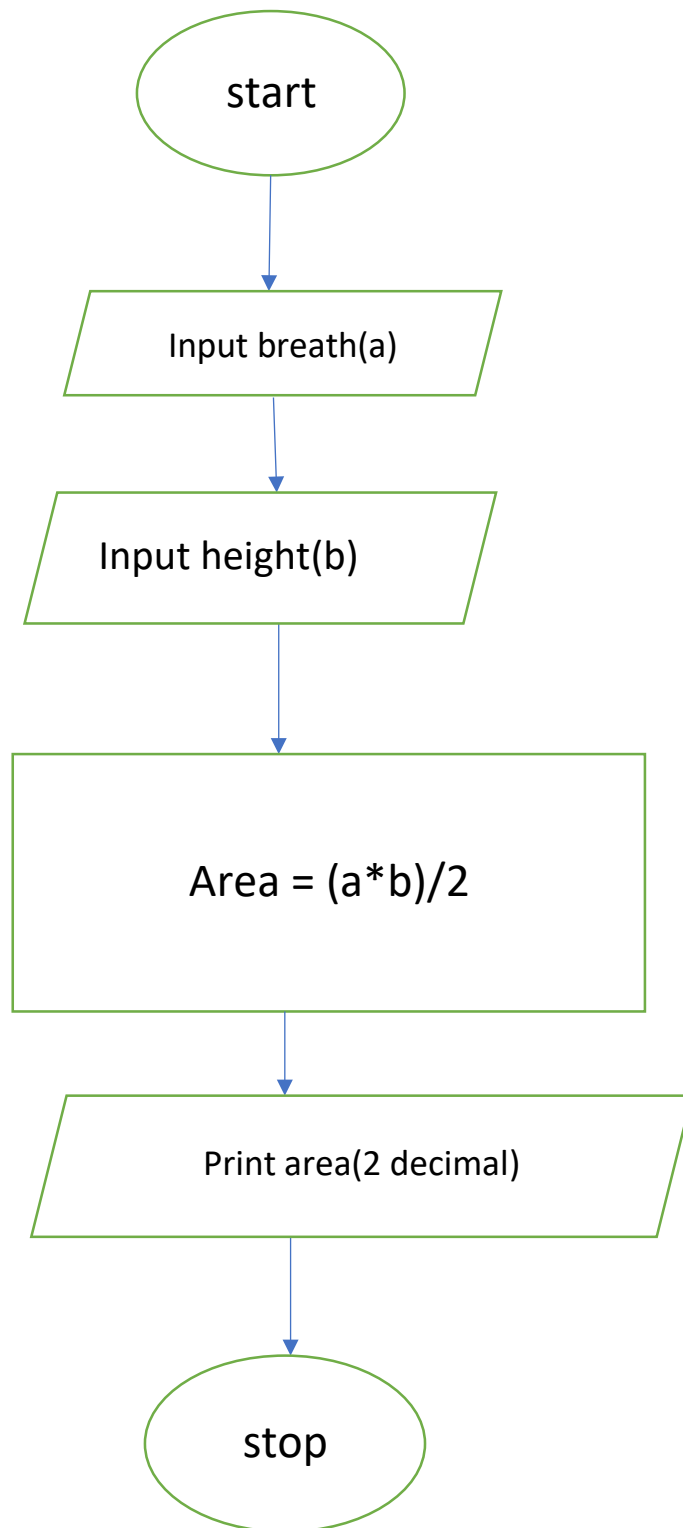 start
Input breath(a)
Input height(b)
Area = (a*b)/2
Print area(2 decimal)
stop